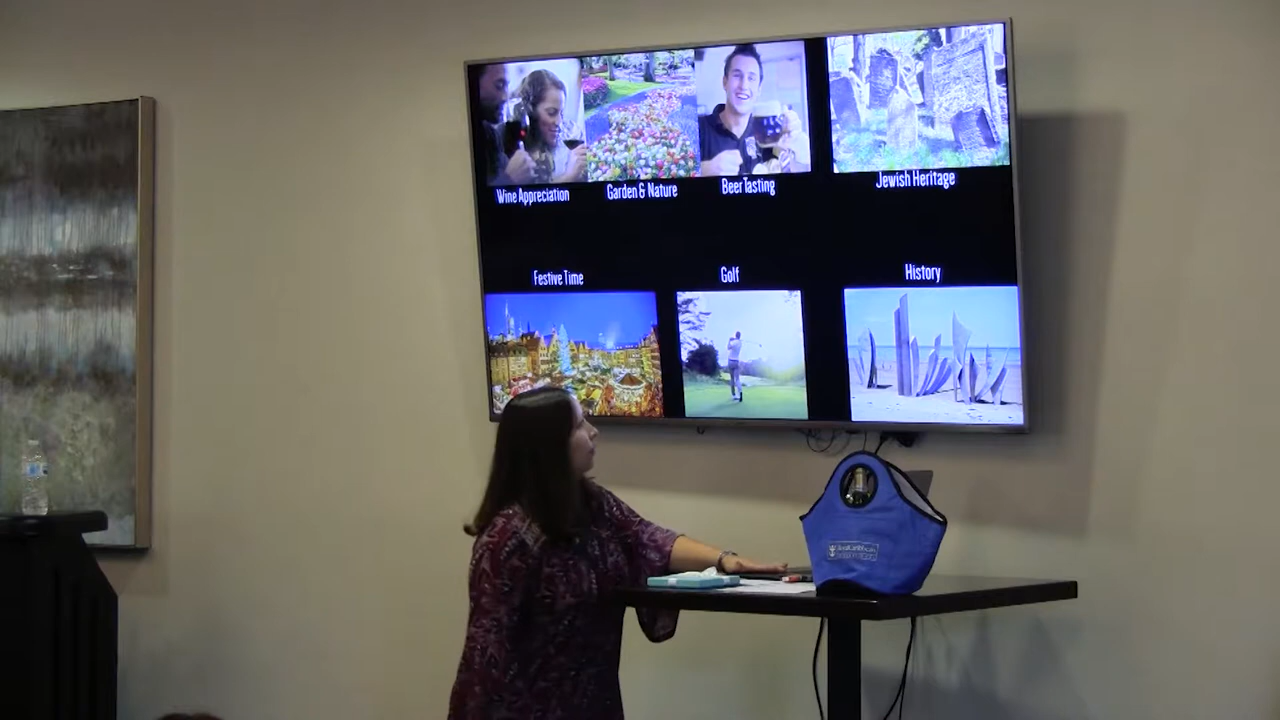 Wine Appreciation
Garden & Nature
Beer Tasting
Jewish Heritage
Festive Time
Golf
History